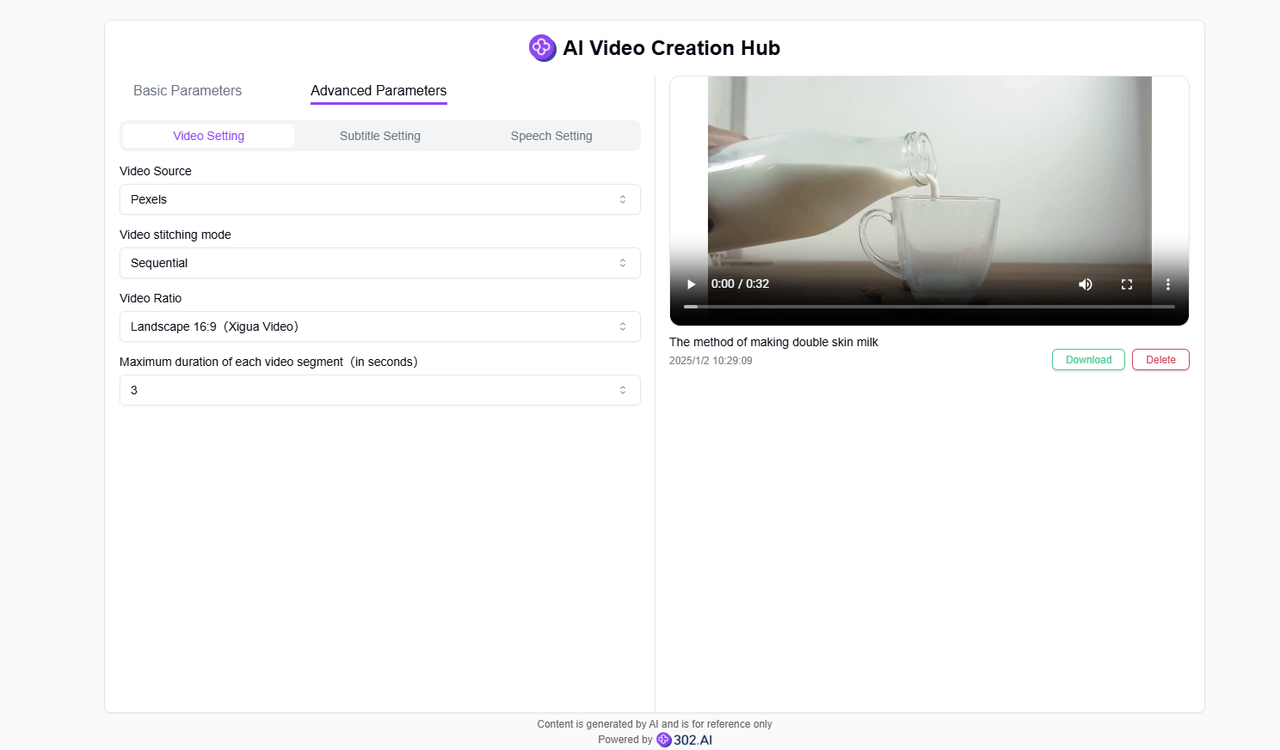 AI Video Creation Hub
Basic Parameters
Advanced Parameters
Video Setting
Subtitle Setting
Speech Setting
Video Source
Pexels
Video stitching mode
Sequential
Video Ratio
Landscape 16:9（Xigua Video）
Maximum duration of each video segment（in seconds）
3
0:00 / 0:32
The method of making double skin milk
2025/1/2 10:29:09
Download
Delete
Content is generated by AI and is for reference only
Powered by 302.AI